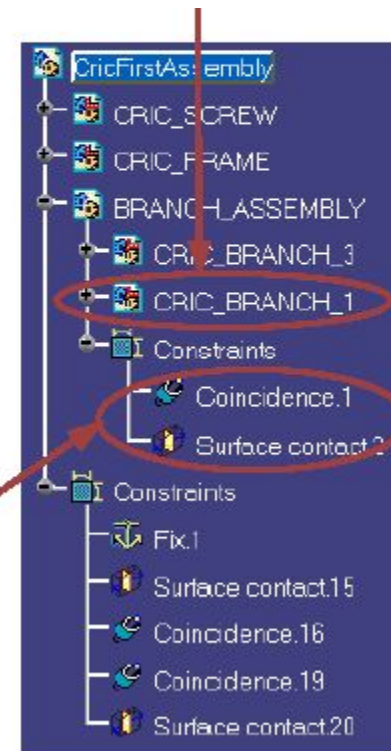 CricFirstAssembly
CRIC_SCREW
CRIC_FRAME
BRANCH_ASSEMBLY
CRIC_BRANCH_3
CRIC_BRANCH_1
Constraints
Coincidence.1
Surface contact.2
Constraints
Fix.1
Surface contact.15
Coincidence.16
Coincidence.19
Surface contact.20